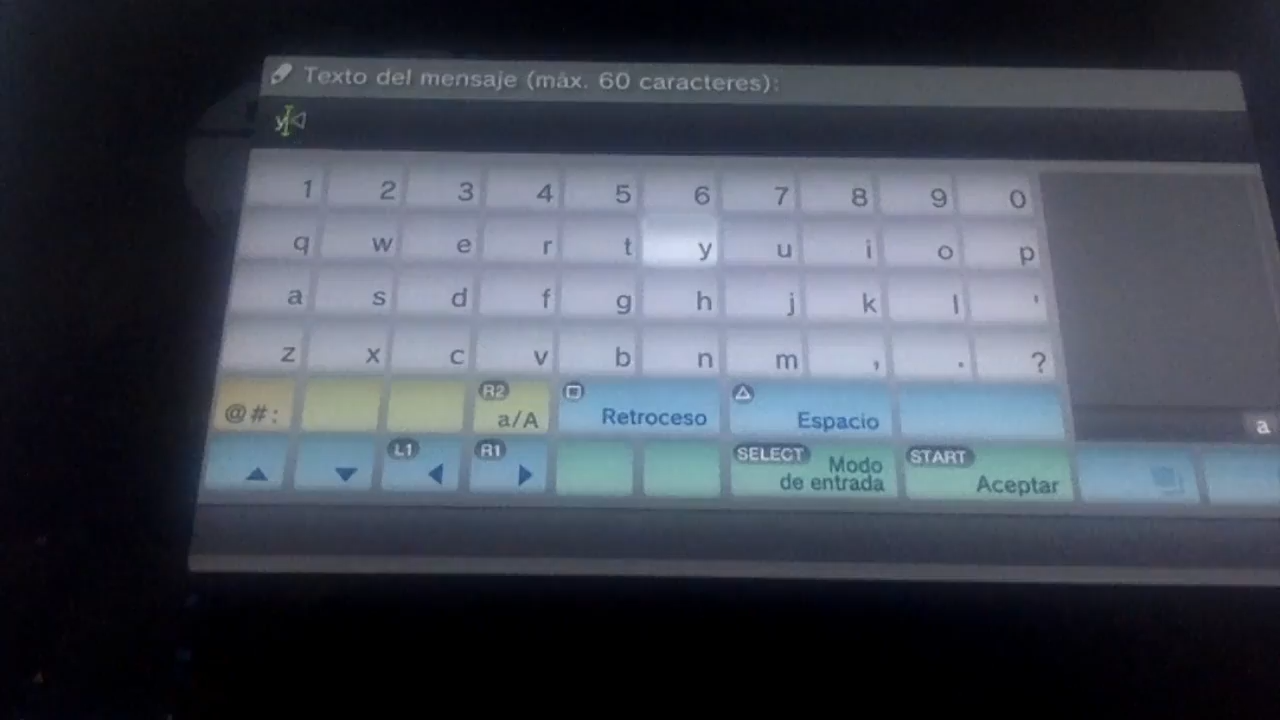 Texto del mensaje (máx. 60 caracteres):
y
1 2 3 4 5 6 7 8 9 0
q w e r t y u i o p
a s d f g h j k l '
z x c v b n m , . ?
@#: R2 a/A Retroceso Espacio
a
L1 R1 SELECT Modo de entrada START Aceptar